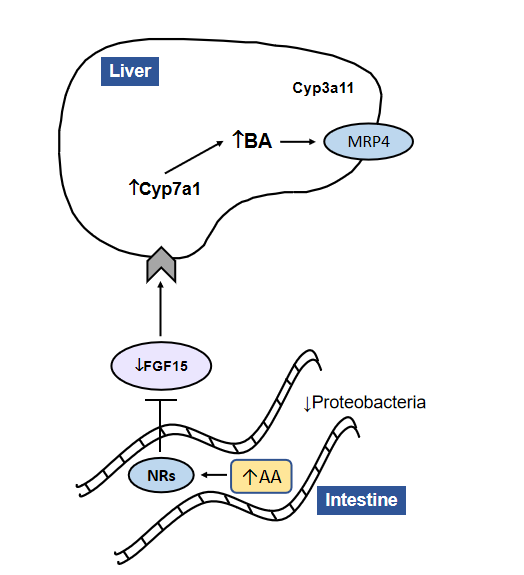 Liver
Cyp3a11
↑BA
MRP4
↑Cyp7a1
↓FGF15
↓Proteobacteria
NRs
↑AA
Intestine